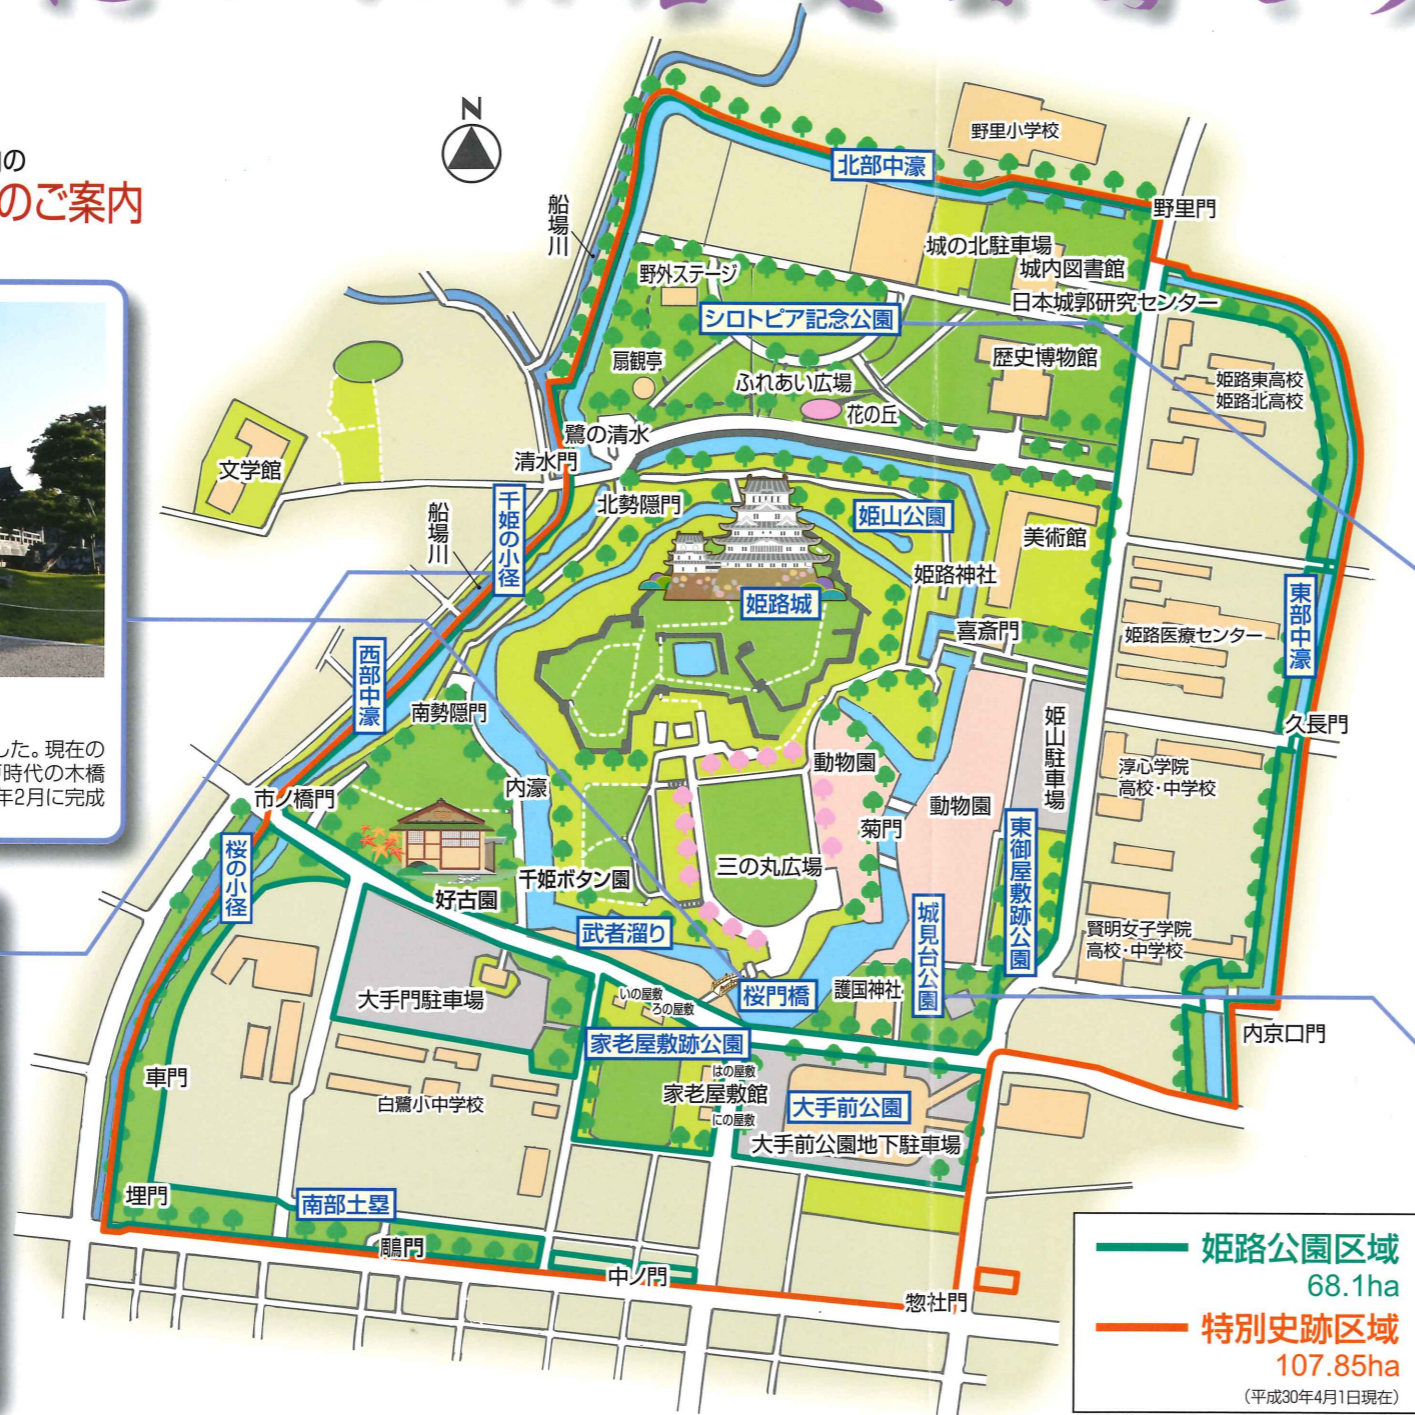 の
のご案内
N
野里小学校
北部中濠
野里門
船場川
城の北駐車場
城内図書館
日本城郭研究センター
野外ステージ
シロトピア記念公園
扇観亭
歴史博物館
ふれあい広場
花の丘
姫路東高校
姫路北高校
鷺の清水
清水門
文学館
千姫の小径
北勢隠門
船場川
姫山公園
美術館
姫路神社
姫路城
喜斎門
姫路医療センター
東部中濠
西部中濠
南勢隠門
久長門
姫山駐車場
した。現在の
時代の木橋
年2月に完成
市ノ橋門
内濠
動物園
動物園
淳心学院
高校・中学校
菊門
東御屋敷跡公園
桜の小径
三の丸広場
千姫ボタン園
好古園
武者溜り
城見台公園
賢明女子学院
高校・中学校
大手門駐車場
いの屋敷
ろの屋敷
桜門橋
護国神社
家老屋敷跡公園
内京口門
はの屋敷
家老屋敷館
にの屋敷
大手前公園
車門
白鷺小中学校
大手前公園地下駐車場
埋門
南部土塁
鵰門
中ノ門
惣社門
姫路公園区域
68.1ha
特別史跡区域
107.85ha
(平成30年4月1日現在)